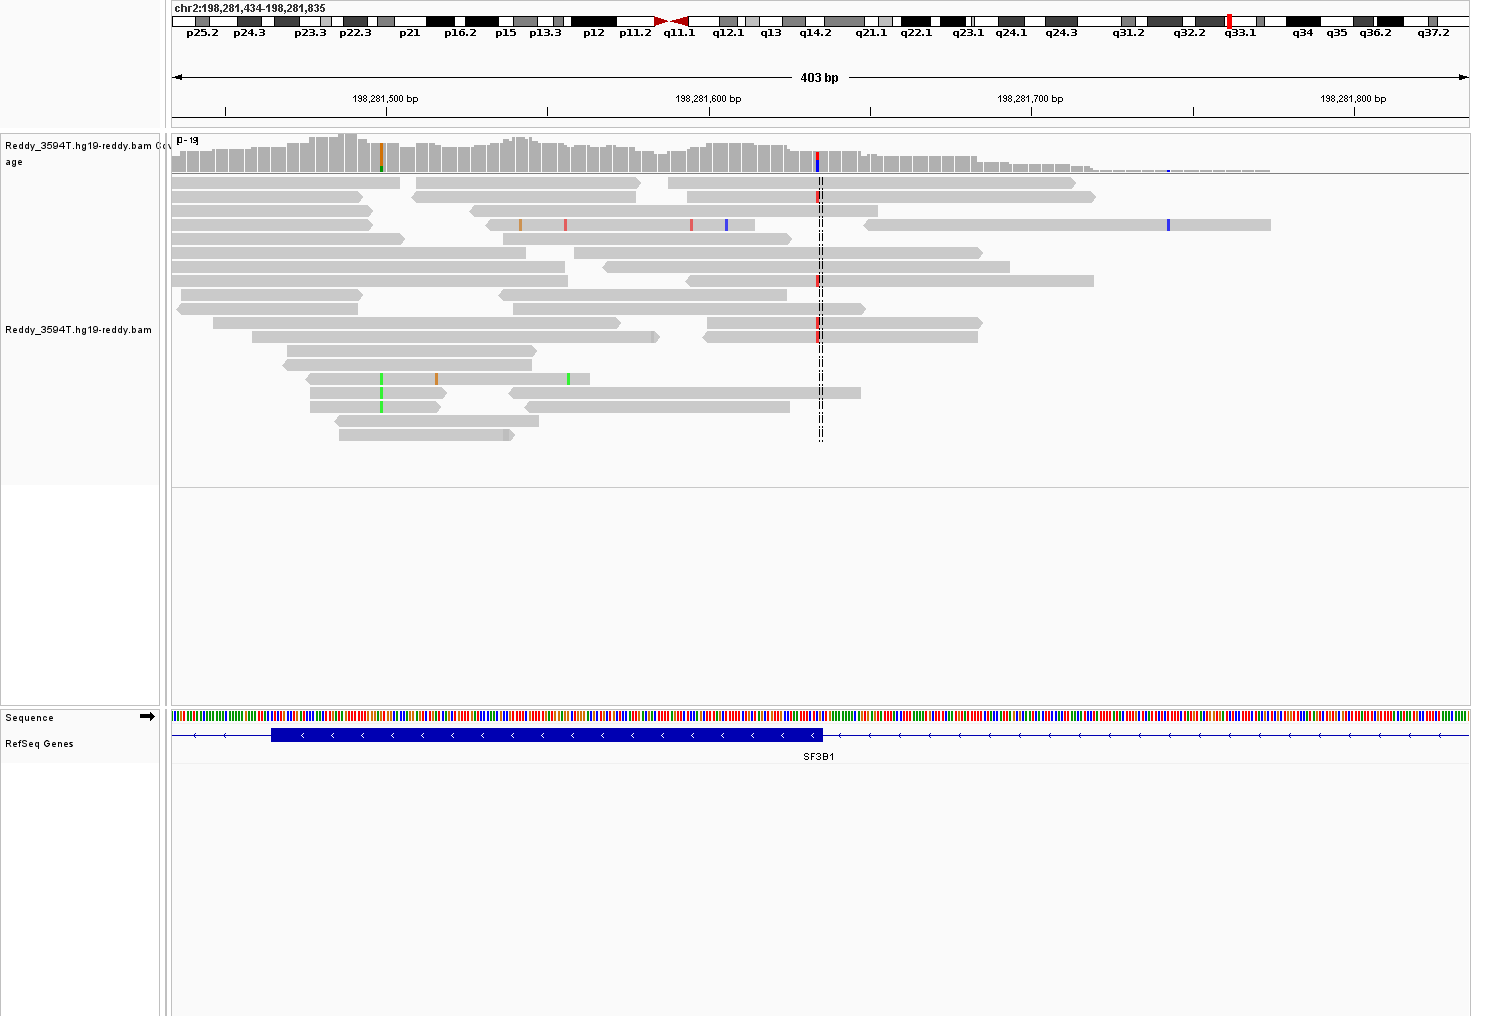 chr2:198,281,434-198,281,835
p25.2 p24.3 p23.3 p22.3 p21 p16.2 p15 p13.3 p12 p11.2 q11.1 q12.1 q13 q14.2 q21.1 q22.1 q23.1 q24.1 q24.3 q31.2 q32.2 q33.1 q34 q35 q36.2 q37.2
403 bp
198,281,500 bp 198,281,600 bp 198,281,700 bp 198,281,800 bp
Reddy_3594T.hg19-reddy.bam Cov
age
[0 - 19]
Reddy_3594T.hg19-reddy.bam
Sequence
RefSeq Genes
SF3B1